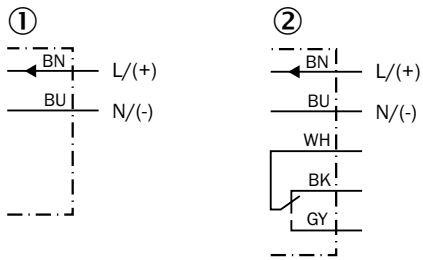 ① ②
BN L/(+) BN L/(+)
BU N/(-) BU N/(-)
WH
BK
GY